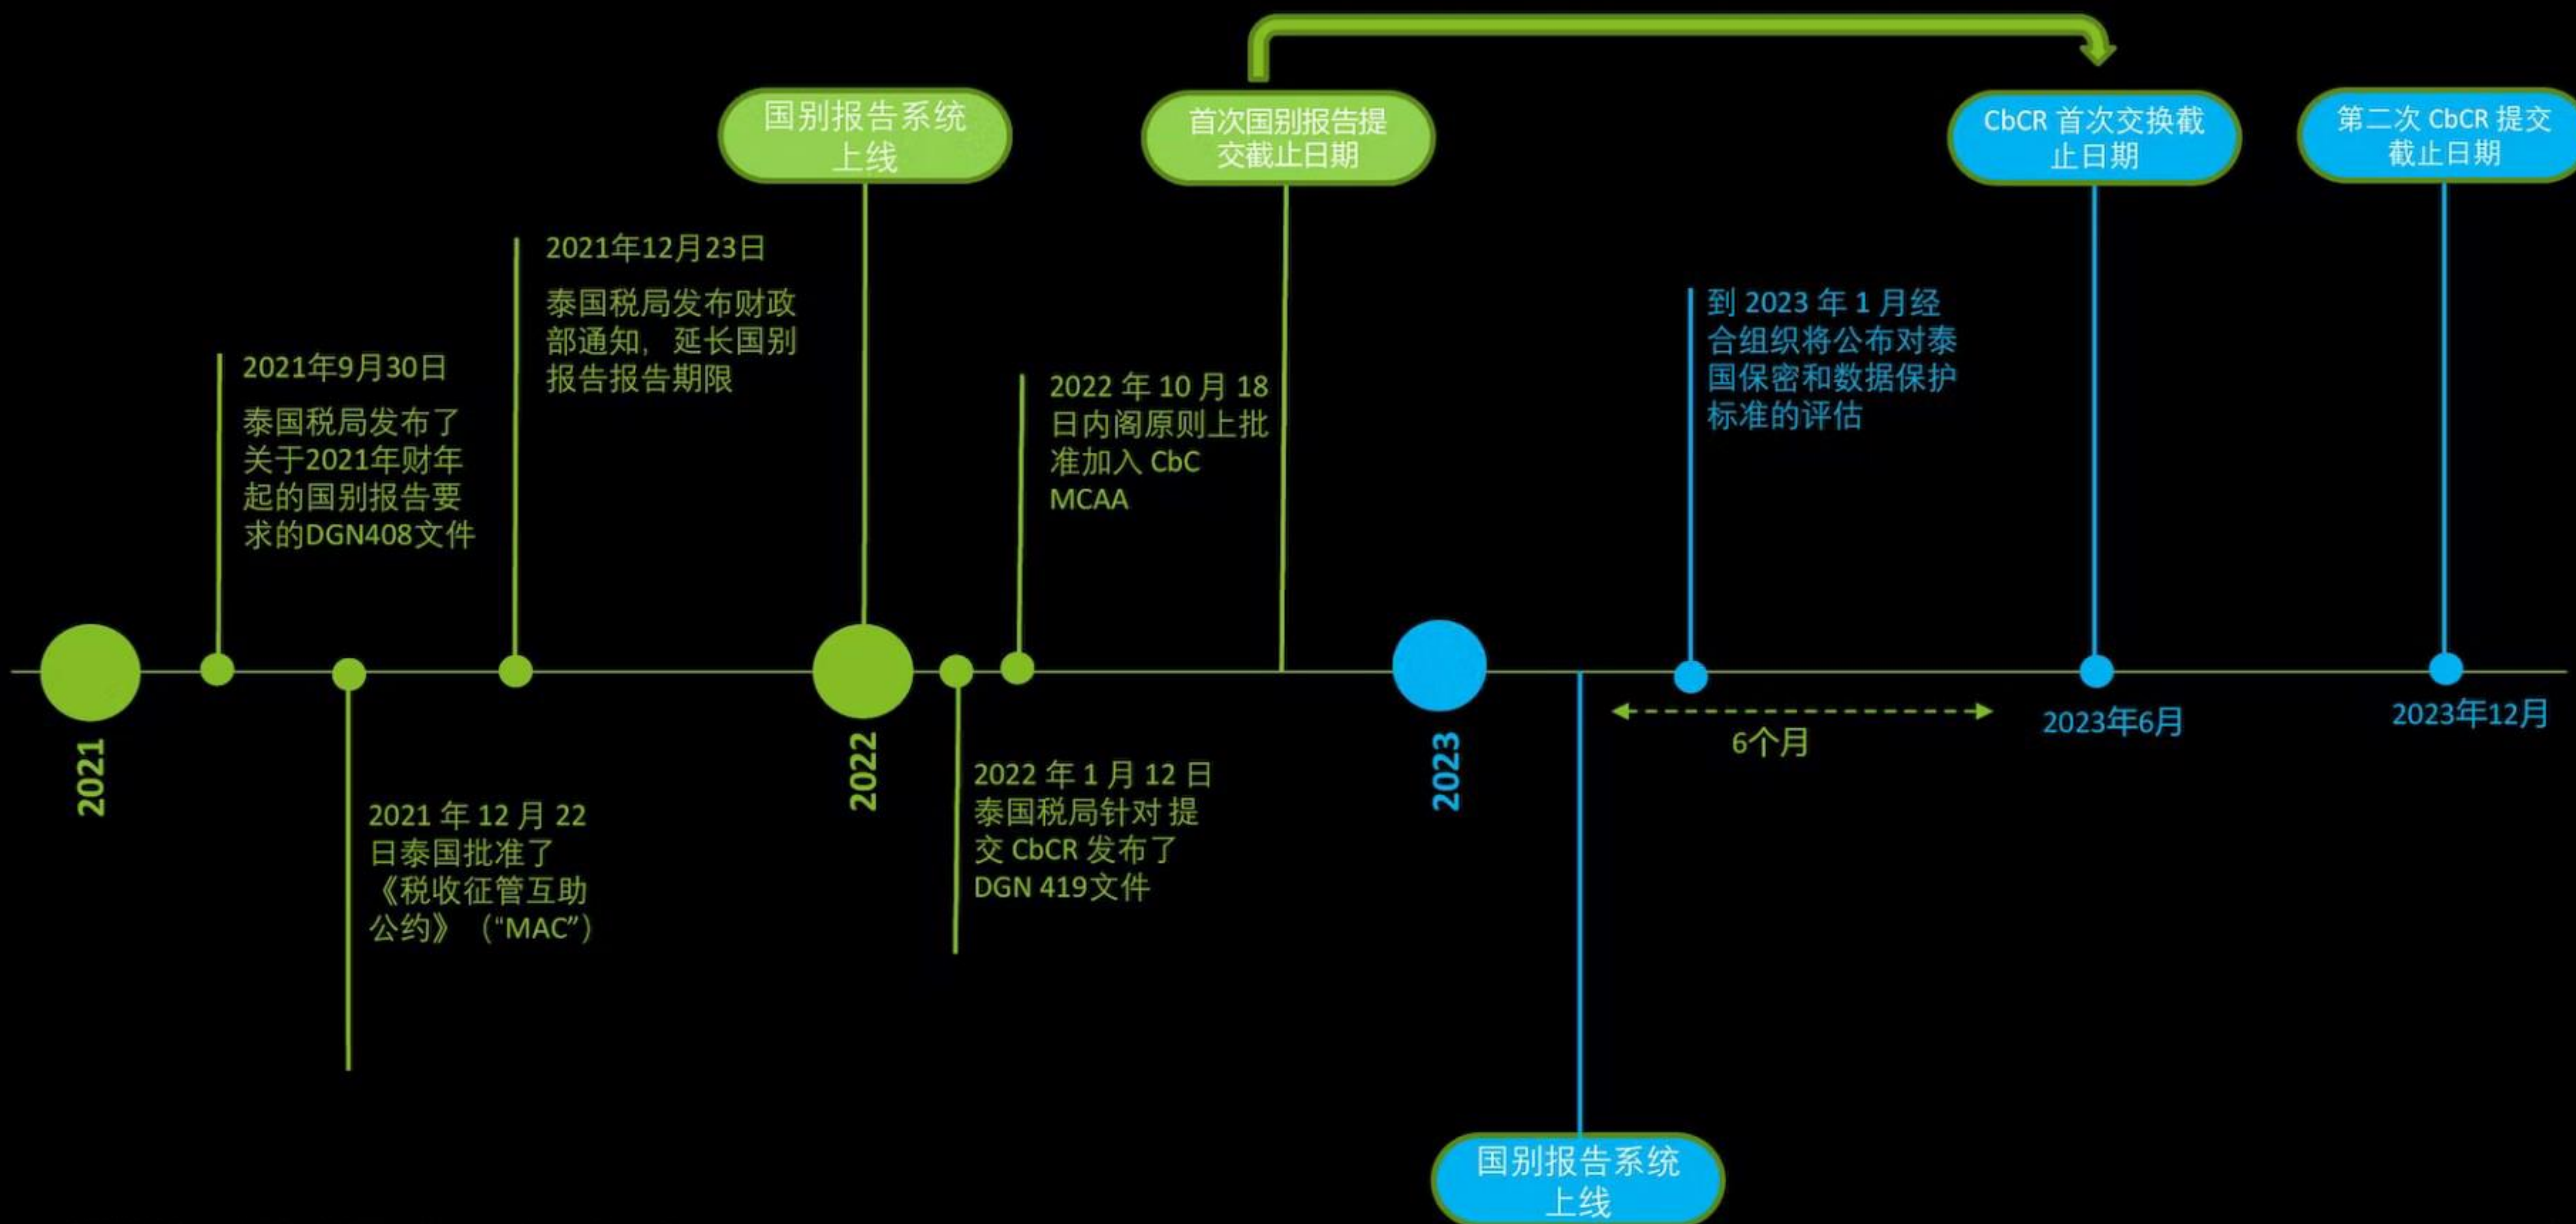 国别报告系统
上线
首次国别报告提
交截止日期
CbCR 首次交换截
止日期
第二次 CbCR 提交
截止日期
2021年9月30日
泰国税局发布了
关于2021年财年
起的国别报告要
求的DGN408文件
2021年12月23日
泰国税局发布财政
部通知，延长国别
报告报告期限
2022 年 10 月 18
日内阁原则上批
准加入 CbC
MCAA
到 2023 年 1 月经
合组织将公布对泰
国保密和数据保护
标准的评估
2021
2022
2023
6个月
2023年6月
2023年12月
2021 年 12 月 22
日泰国批准了
《税收征管互助
公约》（“MAC”）
2022 年 1 月 12 日
泰国税局针对 提
交 CbCR 发布了
DGN 419文件
国别报告系统
上线